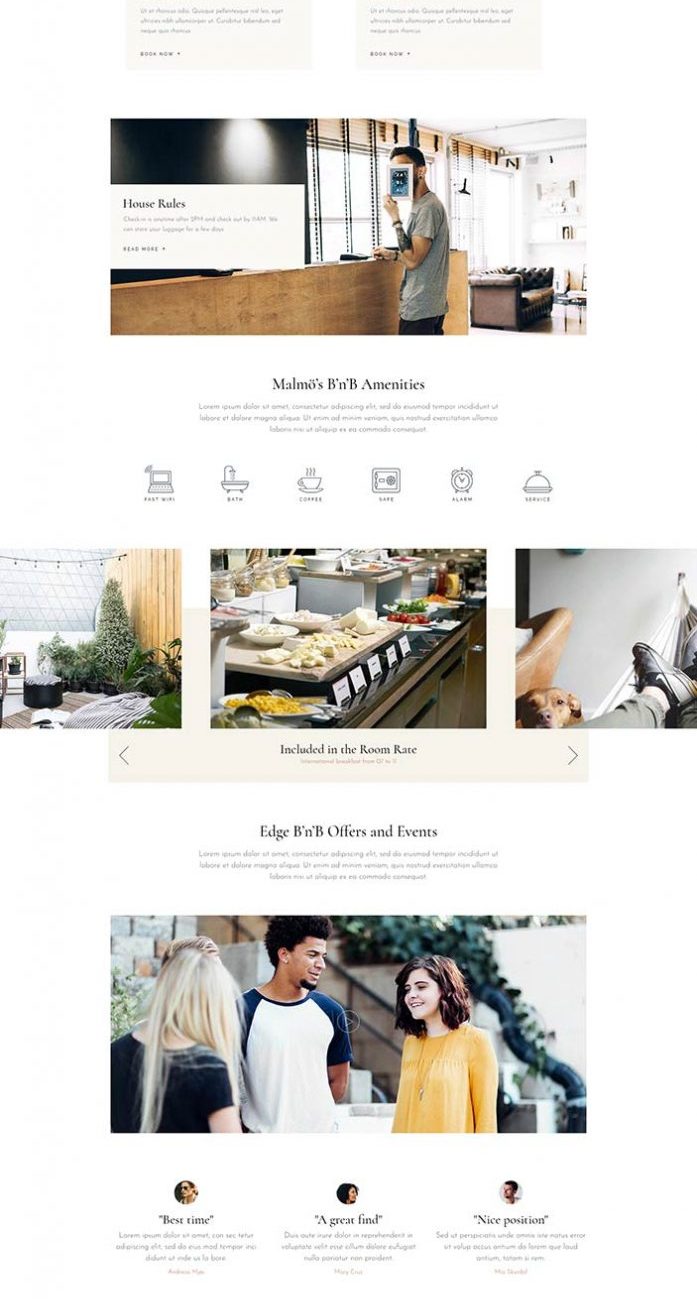 Ut et rhoncus odio. Quisque pellentesque nisl leo, eget
ultricies nibh ullamcorper ut. Curabitur bibendum sed
neque quis rhoncus
BOOK NOW
Ut et rhoncus odio. Quisque pellentesque nisl leo, eget
ultricies nibh ullamcorper ut. Curabitur bibendum sed
neque quis rhoncus
BOOK NOW
House Rules
Check-in is anytime after 2PM and check out by 11AM. We
can store your luggage for a few days
READ MORE
Malmö's B'n'B Amenities
Lorem ipsum dolor sit amet, consectetur adipiscing elit, sed do eiusmod tempor incididunt ut
labore et dolore magna aliqua. Ut enim ad minim veniam, quis nostrud exercitation ullamco
laboris nisi ut aliquip ex ea commodo consequat.
FAST WIFI
BATH
COFFEE
SAFE
ALARM
SERVICE
Included in the Room Rate
International breakfast from 07 to 11
Edge B'n'B Offers and Events
Lorem ipsum dolor sit amet, consectetur adipiscing elit, sed do eiusmod tempor incididunt ut
labore et dolore magna aliqua. Ut enim ad minim veniam, quis nostrud exercitation ullamco
laboris nisi ut aliquip ex ea commodo consequat.
"Best time"
Lorem ipsum dolor sit amet, con sec tetur
adipiscing elit, sed do eius mod tempor inci
didunt ut inde us la bore.
Andreas Møe
"A great find"
Duis aute irure dolor in reprehenderit in
voluptate velit esse cillum dolore eufugiat
nulla pariatur non proident.
Mary Cruz
"Nice position"
Sed ut perspiciatis unde omnis iste natus error
sit volup accus antium do lorem que laud
antium, totam si rem.